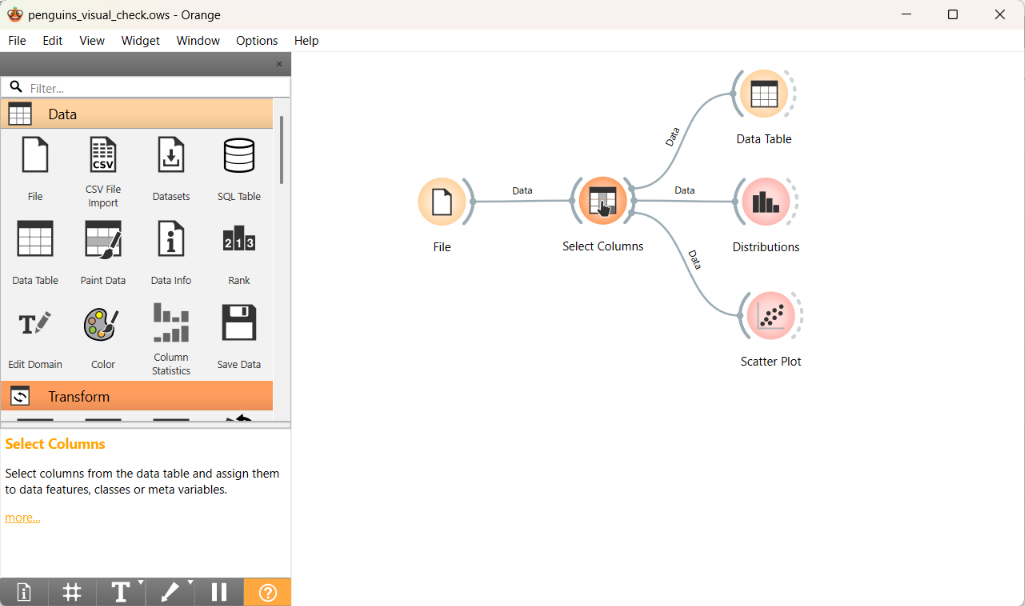 penguins_visual_check.ows - Orange
File Edit View Widget Window Options Help
Filter...
Data
File
CSV File
Import
Datasets
SQL Table
Data Table
Paint Data
Data Info
Rank
Edit Domain
Color
Column
Statistics
Save Data
Transform
Select Columns
Select columns from the data table and assign them
to data features, classes or meta variables.
more...
File
Data
Select Columns
Data
Data Table
Data
Distributions
Data
Scatter Plot